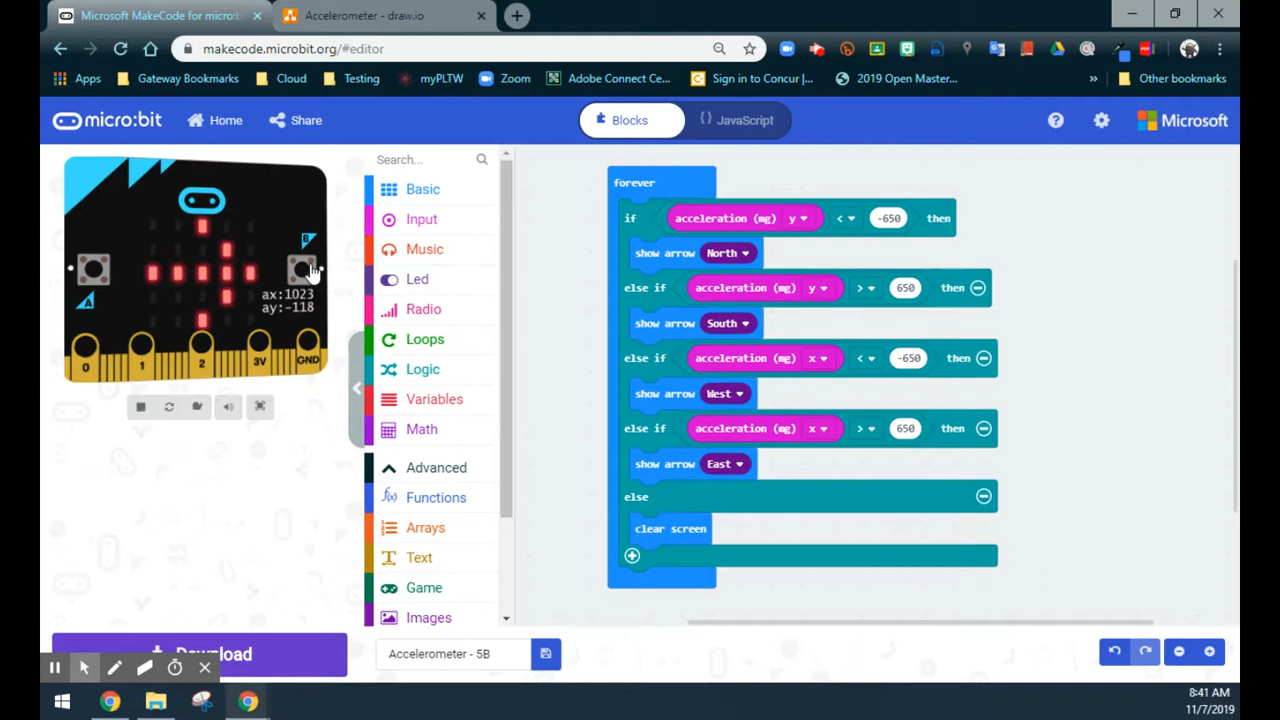 Microsoft MakeCode for micro:b
Accelerometer - draw.io
makecode.microbit.org/#editor
Apps
Gateway Bookmarks
Cloud
Testing
myPLTW
Zoom
Adobe Connect Ce...
Sign in to Concur |...
2019 Open Master...
»
Other bookmarks
micro:bit
Home
Share
Blocks
{} JavaScript
?
Microsoft
B
A
ax:1023
ay:-118
0 1 2 3V GND
Search...
Basic
Input
Music
Led
Radio
Loops
Logic
Variables
Math
Advanced
Functions
Arrays
Text
Game
Images
forever
if acceleration (mg) y < -650 then
show arrow North
else if acceleration (mg) y > 650 then
show arrow South
else if acceleration (mg) x < -650 then
show arrow West
else if acceleration (mg) x > 650 then
show arrow East
else
clear screen
Download
Accelerometer - 5B
8:41 AM
11/7/2019